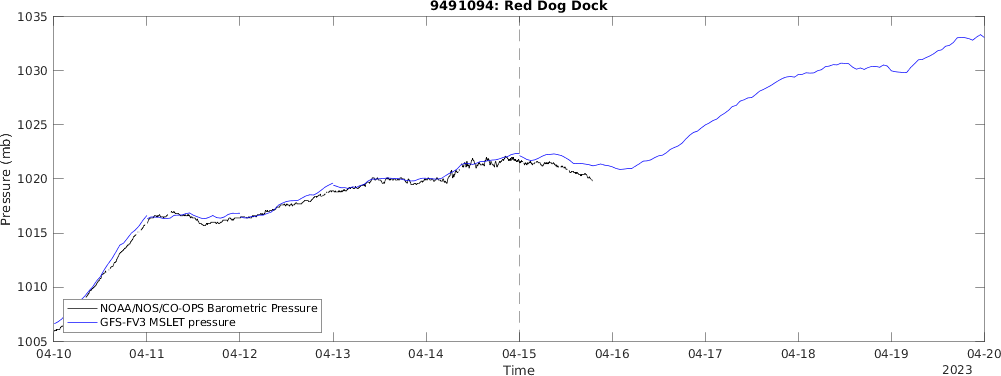 9491094: Red Dog Dock
1035
1030
1025
1020
1015
1010
1005
Pressure (mb)
NOAA/NOS/CO-OPS Barometric Pressure
GFS-FV3 MSLET pressure
04-10 04-11 04-12 04-13 04-14 04-15 04-16 04-17 04-18 04-19 04-20
Time
2023